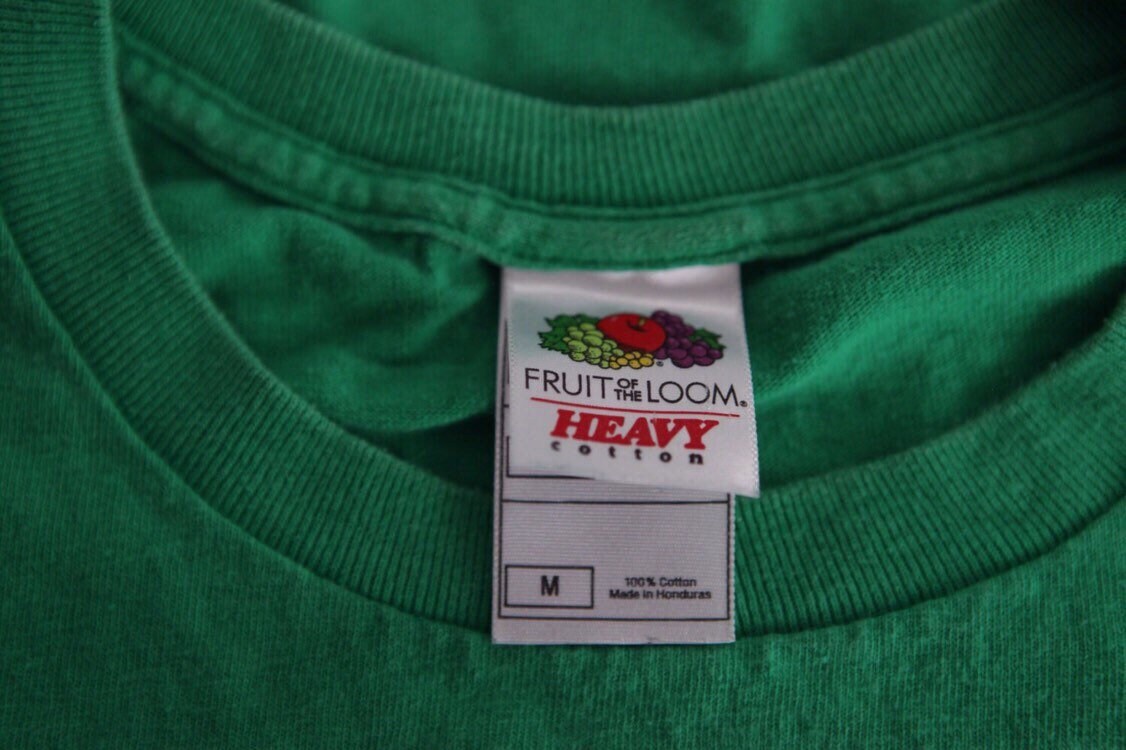 FRUIT OF THE LOOM®
HEAVY
cotton
M
100% Cotton
Made in Honduras